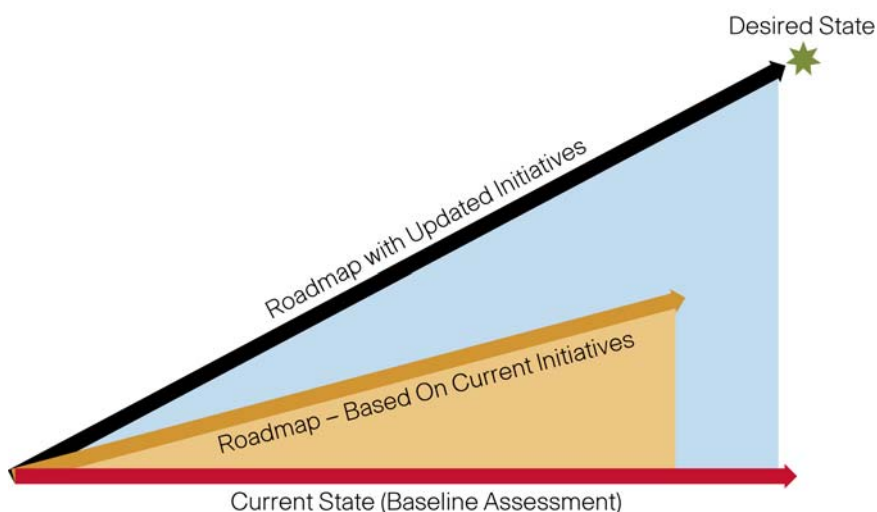 Desired State
Roadmap with Updated Initiatives
Roadmap – Based On Current Initiatives
Current State (Baseline Assessment)